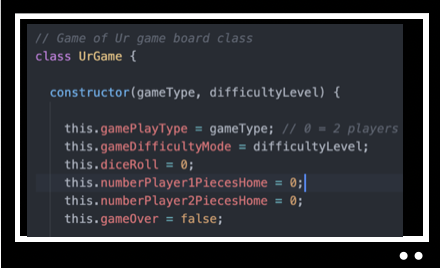 // Game of Ur game board class
class UrGame {
constructor(gameType, difficultyLevel) {
this.gamePlayType = gameType; // 0 = 2 players
this.gameDifficultyMode = difficultyLevel;
this.diceRoll = 0;
this.numberPlayer1PiecesHome = 0;
this.numberPlayer2PiecesHome = 0;
this.gameOver = false;